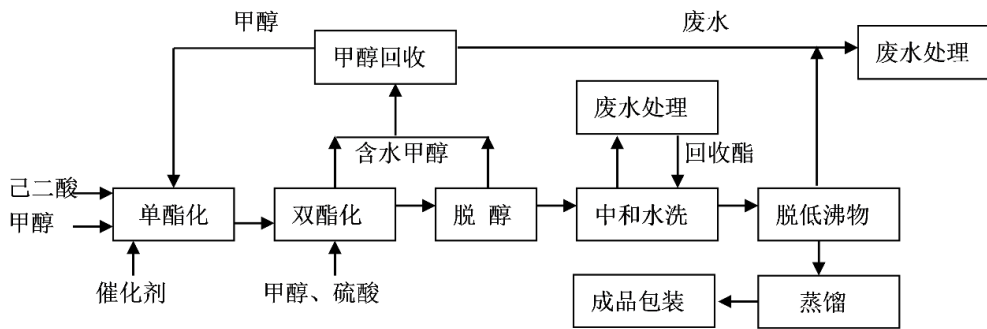 甲醇
废水
甲醇回收
废水处理
废水处理
含水甲醇
回收酯
己二酸
甲醇
单酯化
双酯化
脱 醇
中和水洗
脱低沸物
催化剂
甲醇、硫酸
成品包装
蒸馏